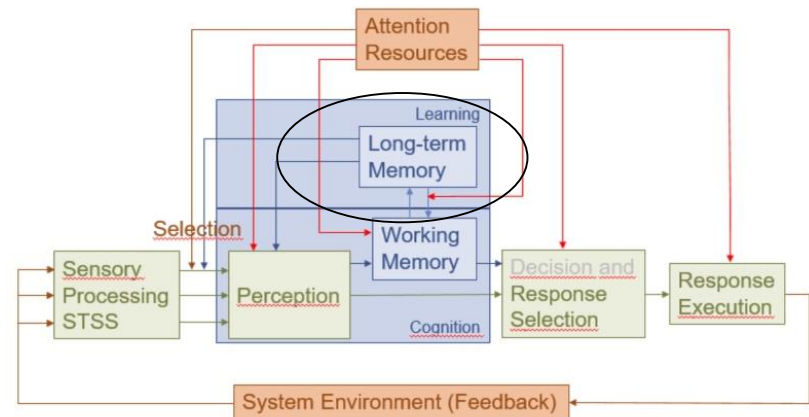 Attention
Resources
Learning
Long-term
Memory
Selection
Working
Memory
Sensory
Processing
STSS
Perception
Decision and
Response
Selection
Response
Execution
Cognition
System Environment (Feedback)